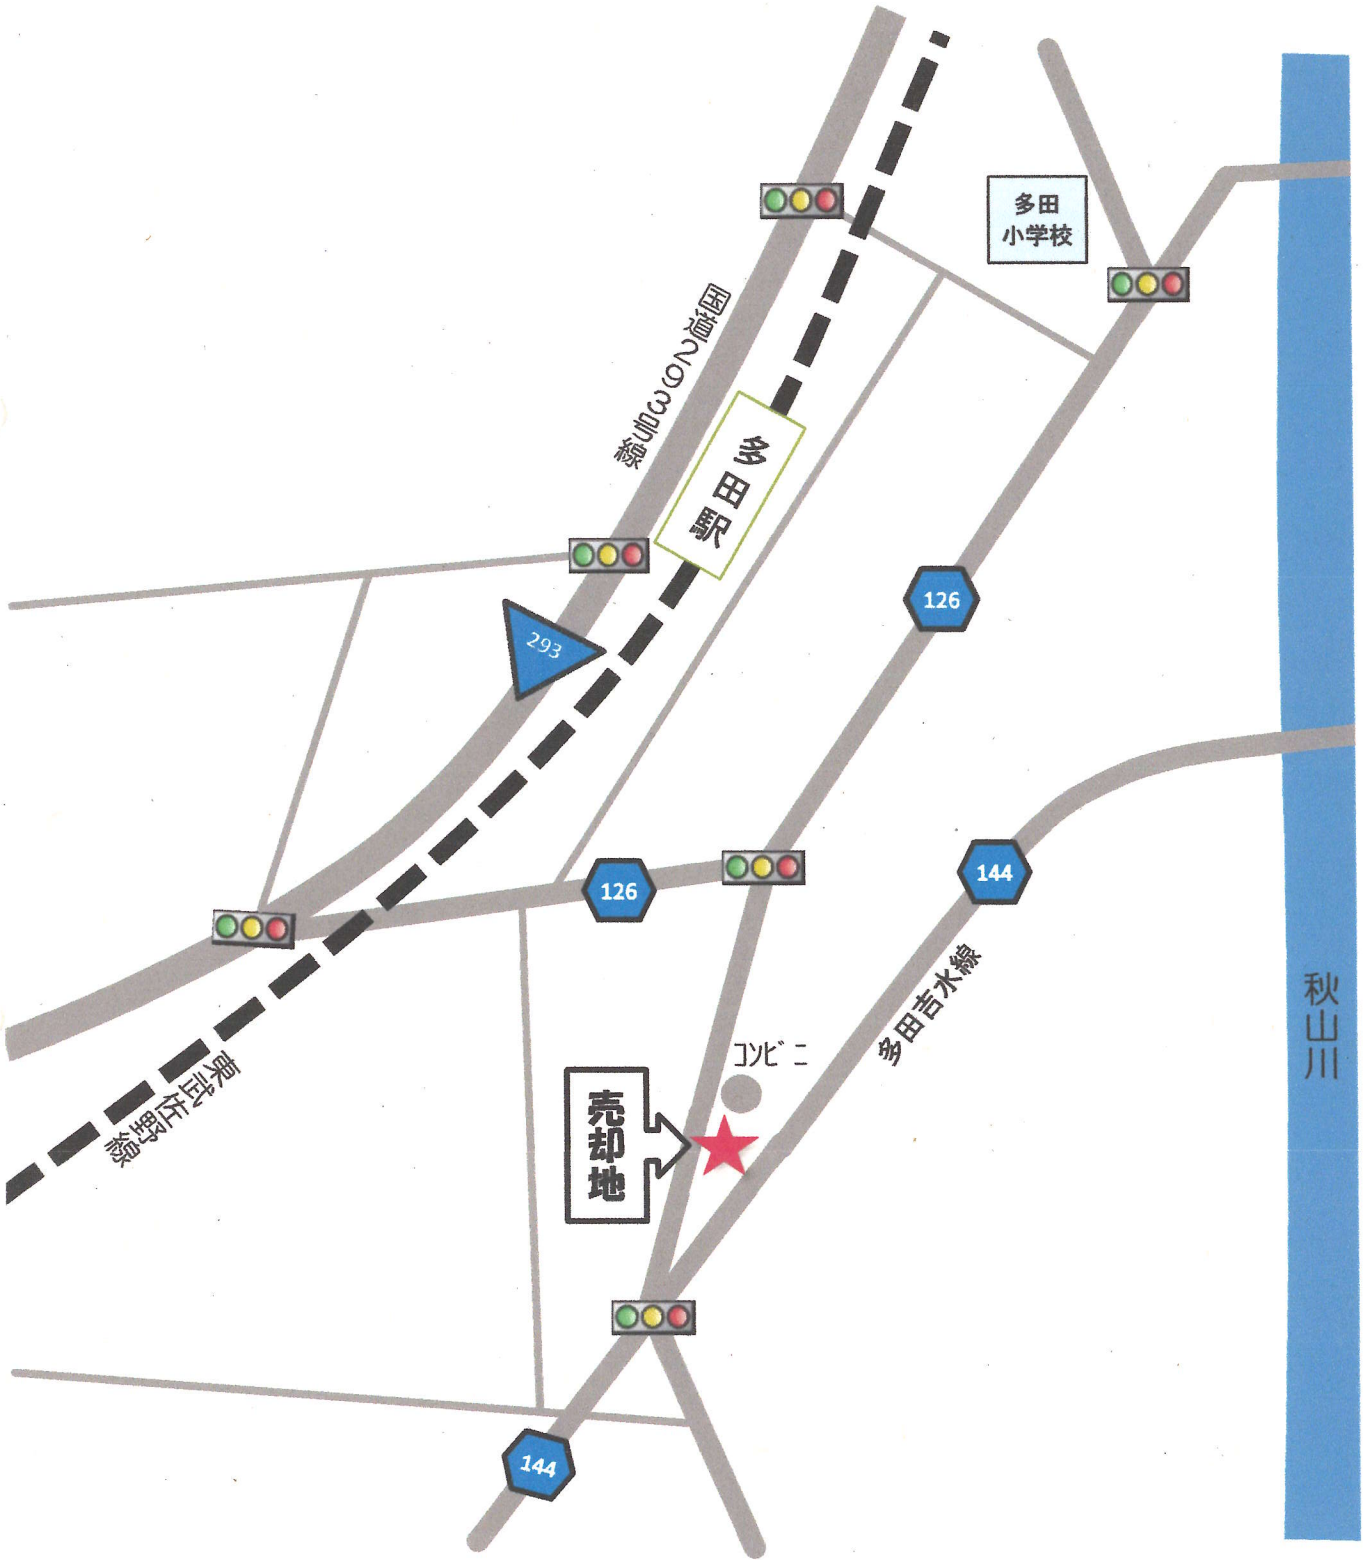 多田
小学校
国道293号線
多田駅
126
293
126
144
多田吉水線
秋山川
コンビニ
売却地
東武佐野線
144